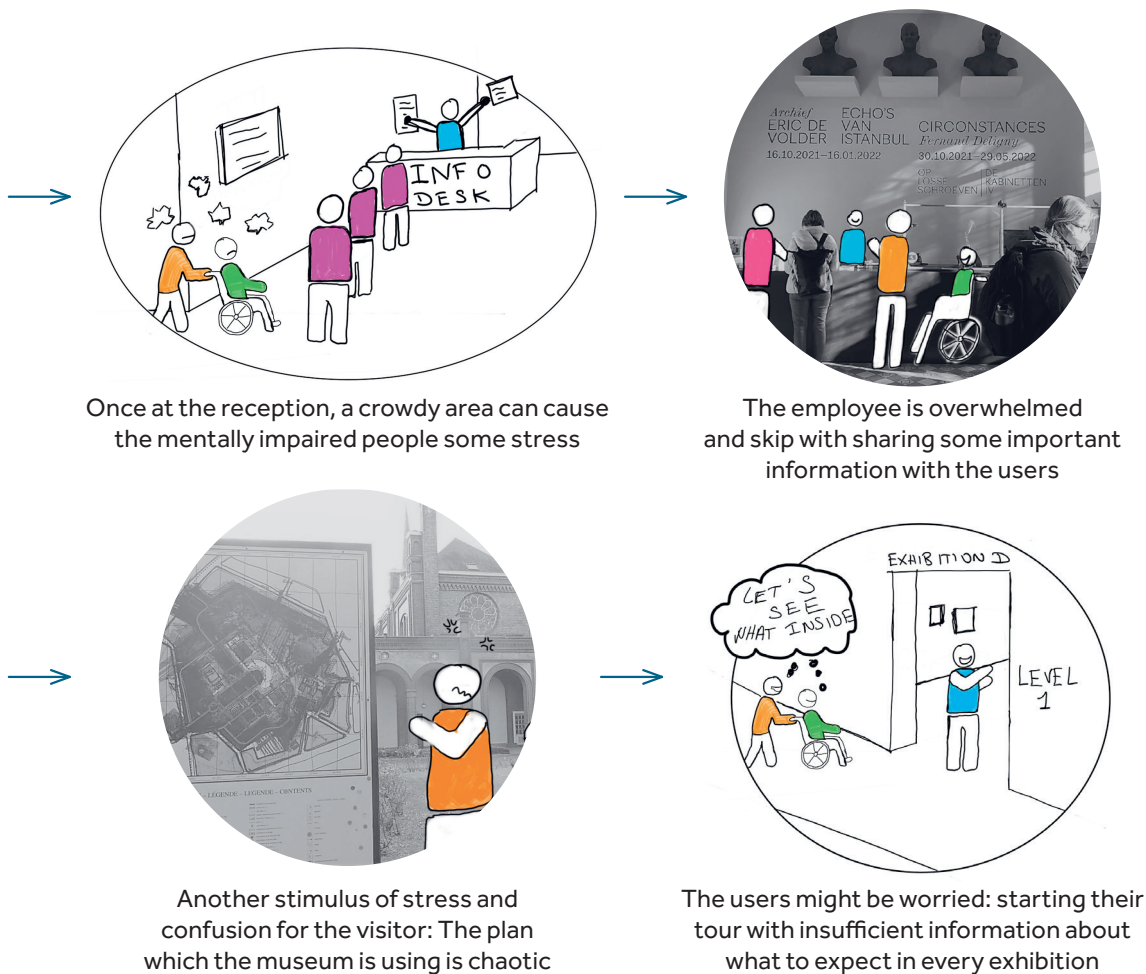 INFO
DESK
Archief
ERIC DE
VOLDER
16.10.2021–16.01.2022
ECHO'S
VAN
ISTANBUL
CIRCONSTANCES
Fernand Deligny
30.10.2021–29.05.2022
OP
LOSSE
SCHROEVEN
DE
KABINETTEN
IV
Once at the reception, a crowdy area can cause
the mentally impaired people some stress
The employee is overwhelmed
and skip with sharing some important
information with the users
LÉGENDE - LEGENDE - CONTENTS
EXHIBITION D
LET'S
SEE
WHAT INSIDE
LEVEL
1
Another stimulus of stress and
confusion for the visitor: The plan
which the museum is using is chaotic
The users might be worried: starting their
tour with insufficient information about
what to expect in every exhibition